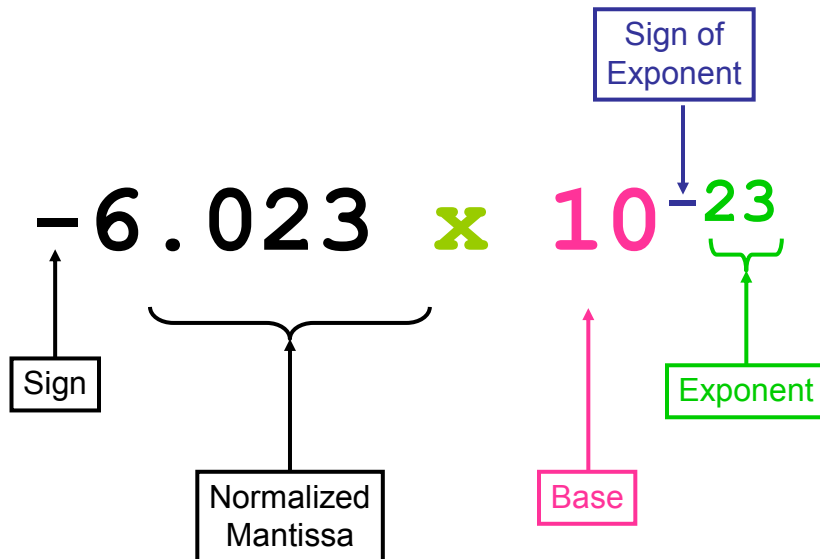 Sign of
Exponent
-6.023 x 10-23
Sign
Exponent
Normalized
Mantissa
Base